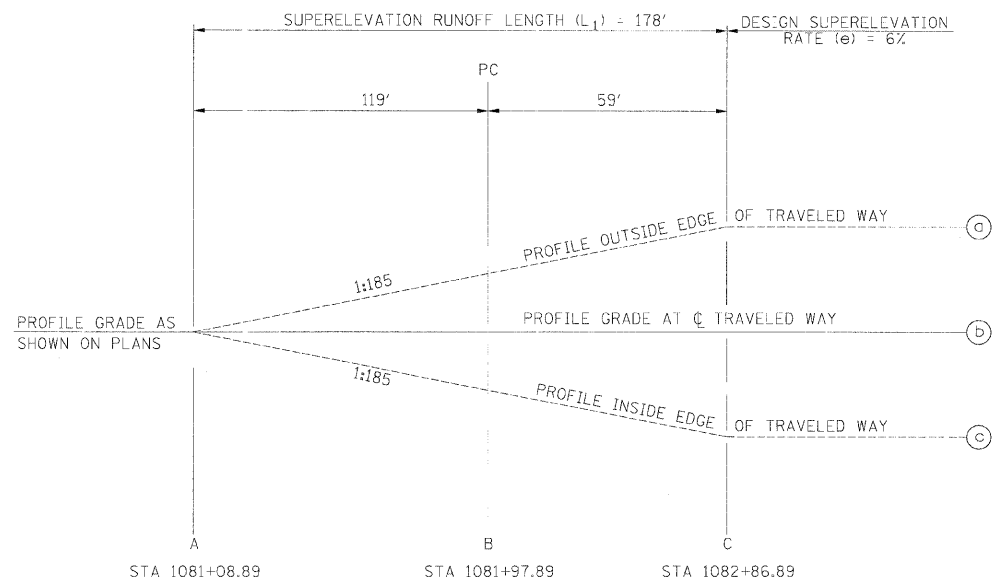 SUPERELEVATION RUNOFF LENGTH (L1) = 178'
DESIGN SUPERELEVATION
RATE (e) = 6%
PC
119'
59'
PROFILE OUTSIDE EDGE OF TRAVELED WAY
a
1:185
PROFILE GRADE AS
SHOWN ON PLANS
PROFILE GRADE AT ℄ TRAVELED WAY
b
1:185
PROFILE INSIDE EDGE OF TRAVELED WAY
c
A
B
C
STA 1081+08.89
STA 1081+97.89
STA 1082+86.89